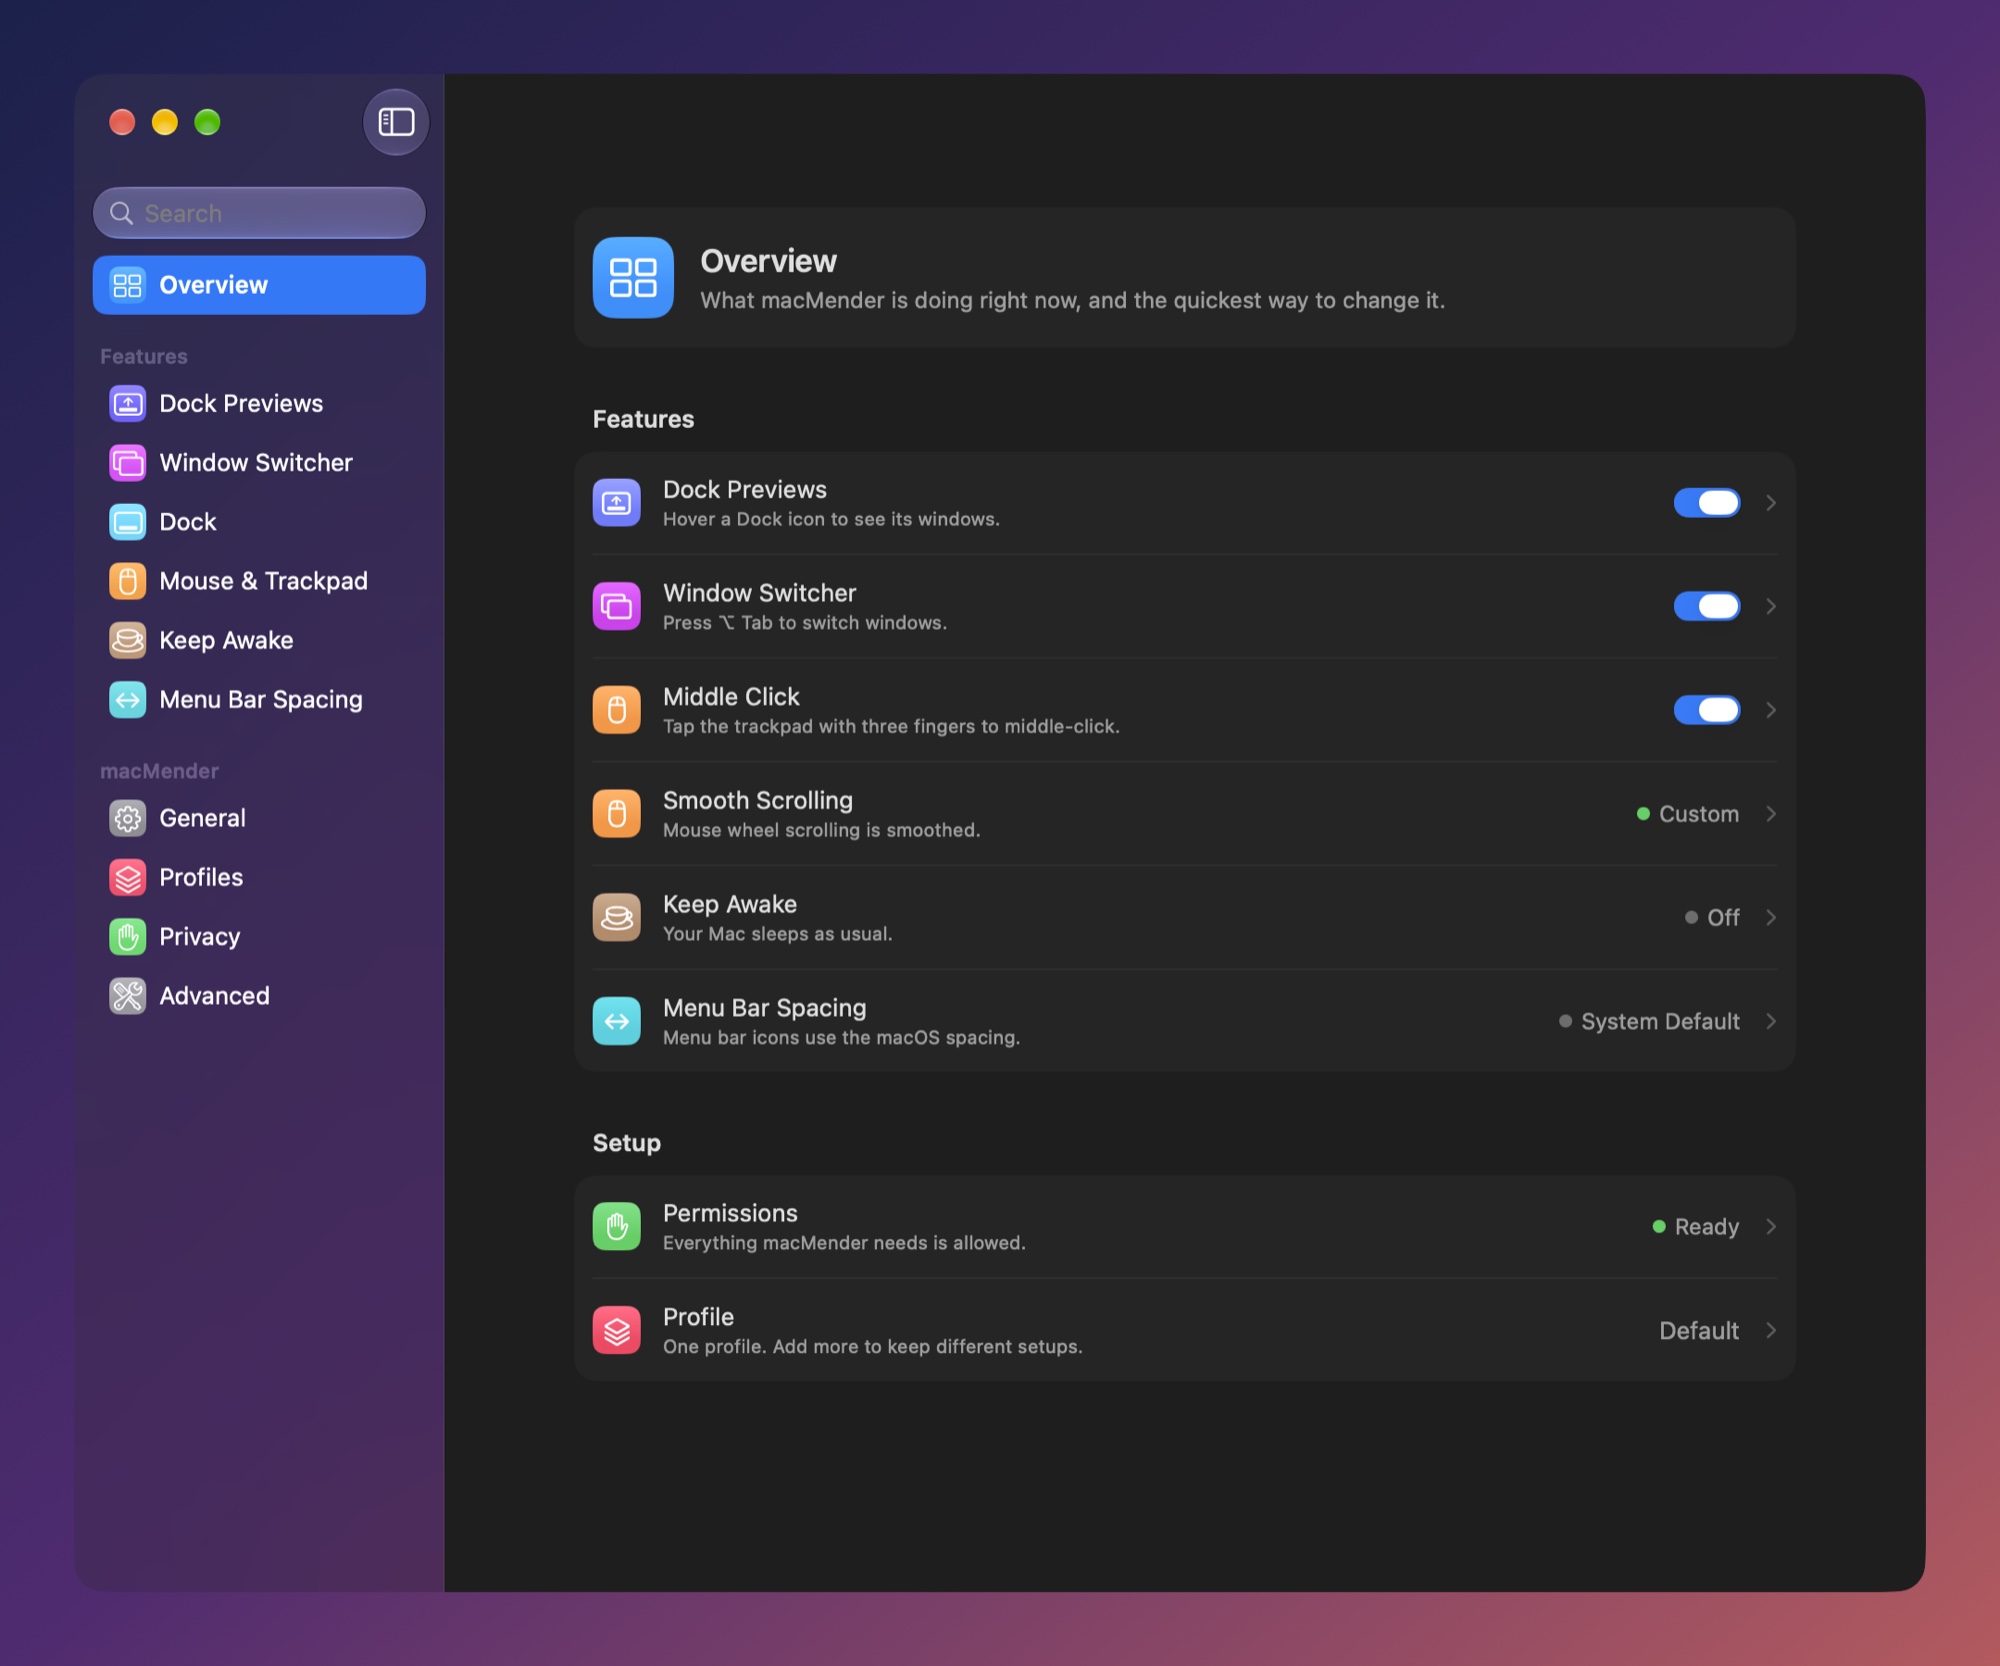 Search
Overview
Features
Dock Previews
Window Switcher
Dock
Mouse & Trackpad
Keep Awake
Menu Bar Spacing
macMender
General
Profiles
Privacy
Advanced
Overview
What macMender is doing right now, and the quickest way to change it.
Features
Dock Previews
Hover a Dock icon to see its windows.
Window Switcher
Press ⌥ Tab to switch windows.
Middle Click
Tap the trackpad with three fingers to middle-click.
Smooth Scrolling
Mouse wheel scrolling is smoothed.
Custom
Keep Awake
Your Mac sleeps as usual.
Off
Menu Bar Spacing
Menu bar icons use the macOS spacing.
System Default
Setup
Permissions
Everything macMender needs is allowed.
Ready
Profile
One profile. Add more to keep different setups.
Default